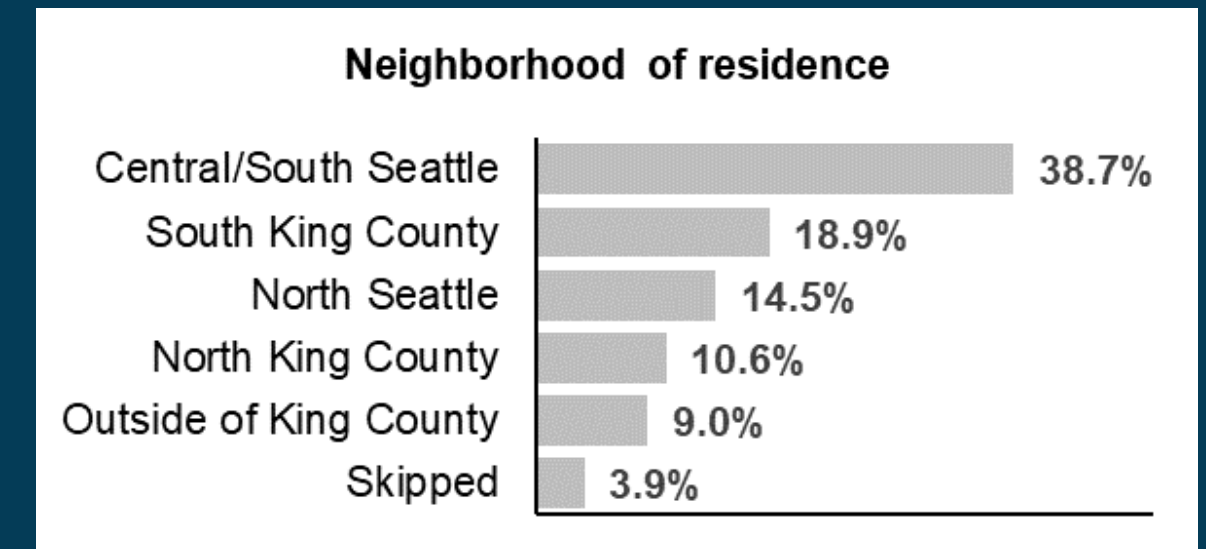 Neighborhood of residence
Central/South Seattle 38.7%
South King County 18.9%
North Seattle 14.5%
North King County 10.6%
Outside of King County 9.0%
Skipped 3.9%